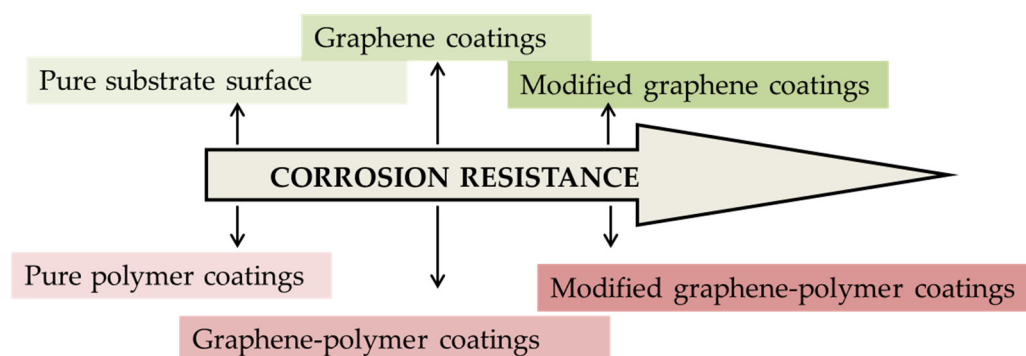 Graphene coatings
Pure substrate surface
Modified graphene coatings
CORROSION RESISTANCE
Pure polymer coatings
Modified graphene-polymer coatings
Graphene-polymer coatings